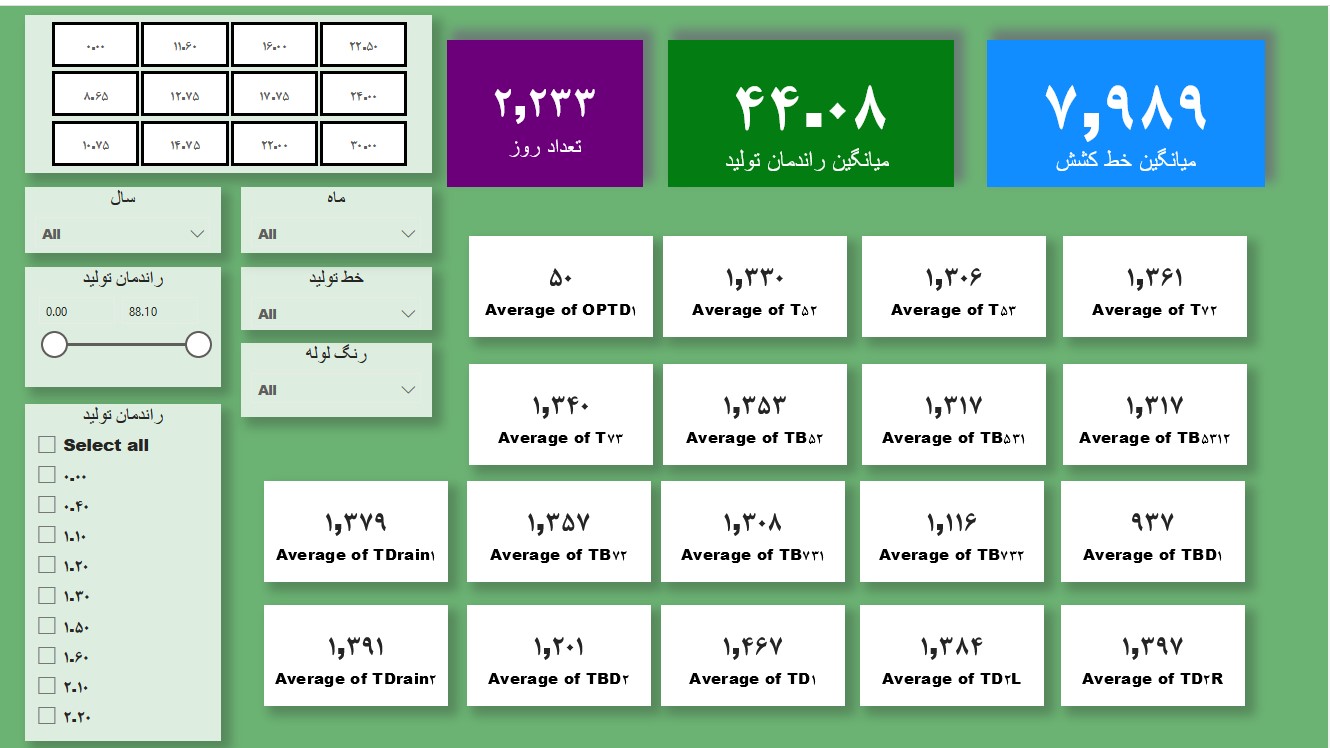 ۰.۰۰ ۱۱.۶۰ ۱۶.۰۰ ۲۲.۵۰
۸.۶۵ ۱۲.۷۵ ۱۷.۷۵ ۲۴.۰۰
۱۰.۷۵ ۱۴.۷۵ ۲۲.۰۰ ۳۰.۰۰
۲,۲۳۳
تعداد روز
۴۴.۰۸
میانگین راندمان تولید
۷,۹۸۹
میانگین خط کشش
سال
All
ماه
All
راندمان تولید
0.00 88.10
خط تولید
All
رنگ لوله
All
راندمان تولید
Select all
۰.۰۰
۰.۴۰
۱.۱۰
۱.۲۰
۱.۳۰
۱.۵۰
۱.۶۰
۲.۱۰
۲.۲۰
۵۰
Average of OPTD۱
۱,۳۳۰
Average of T۵۲
۱,۳۰۶
Average of T۵۳
۱,۳۶۱
Average of T۷۲
۱,۳۴۰
Average of T۷۳
۱,۳۵۳
Average of TB۵۲
۱,۳۱۷
Average of TB۵۳۱
۱,۳۱۷
Average of TB۵۳۱۲
۱,۳۷۹
Average of TDrain۱
۱,۳۵۷
Average of TB۷۲
۱,۳۰۸
Average of TB۷۳۱
۱,۱۱۶
Average of TB۷۳۲
۹۳۷
Average of TBD۱
۱,۳۹۱
Average of TDrain۲
۱,۲۰۱
Average of TBD۲
۱,۴۶۷
Average of TD۱
۱,۳۸۴
Average of TD۲L
۱,۳۹۷
Average of TD۲R